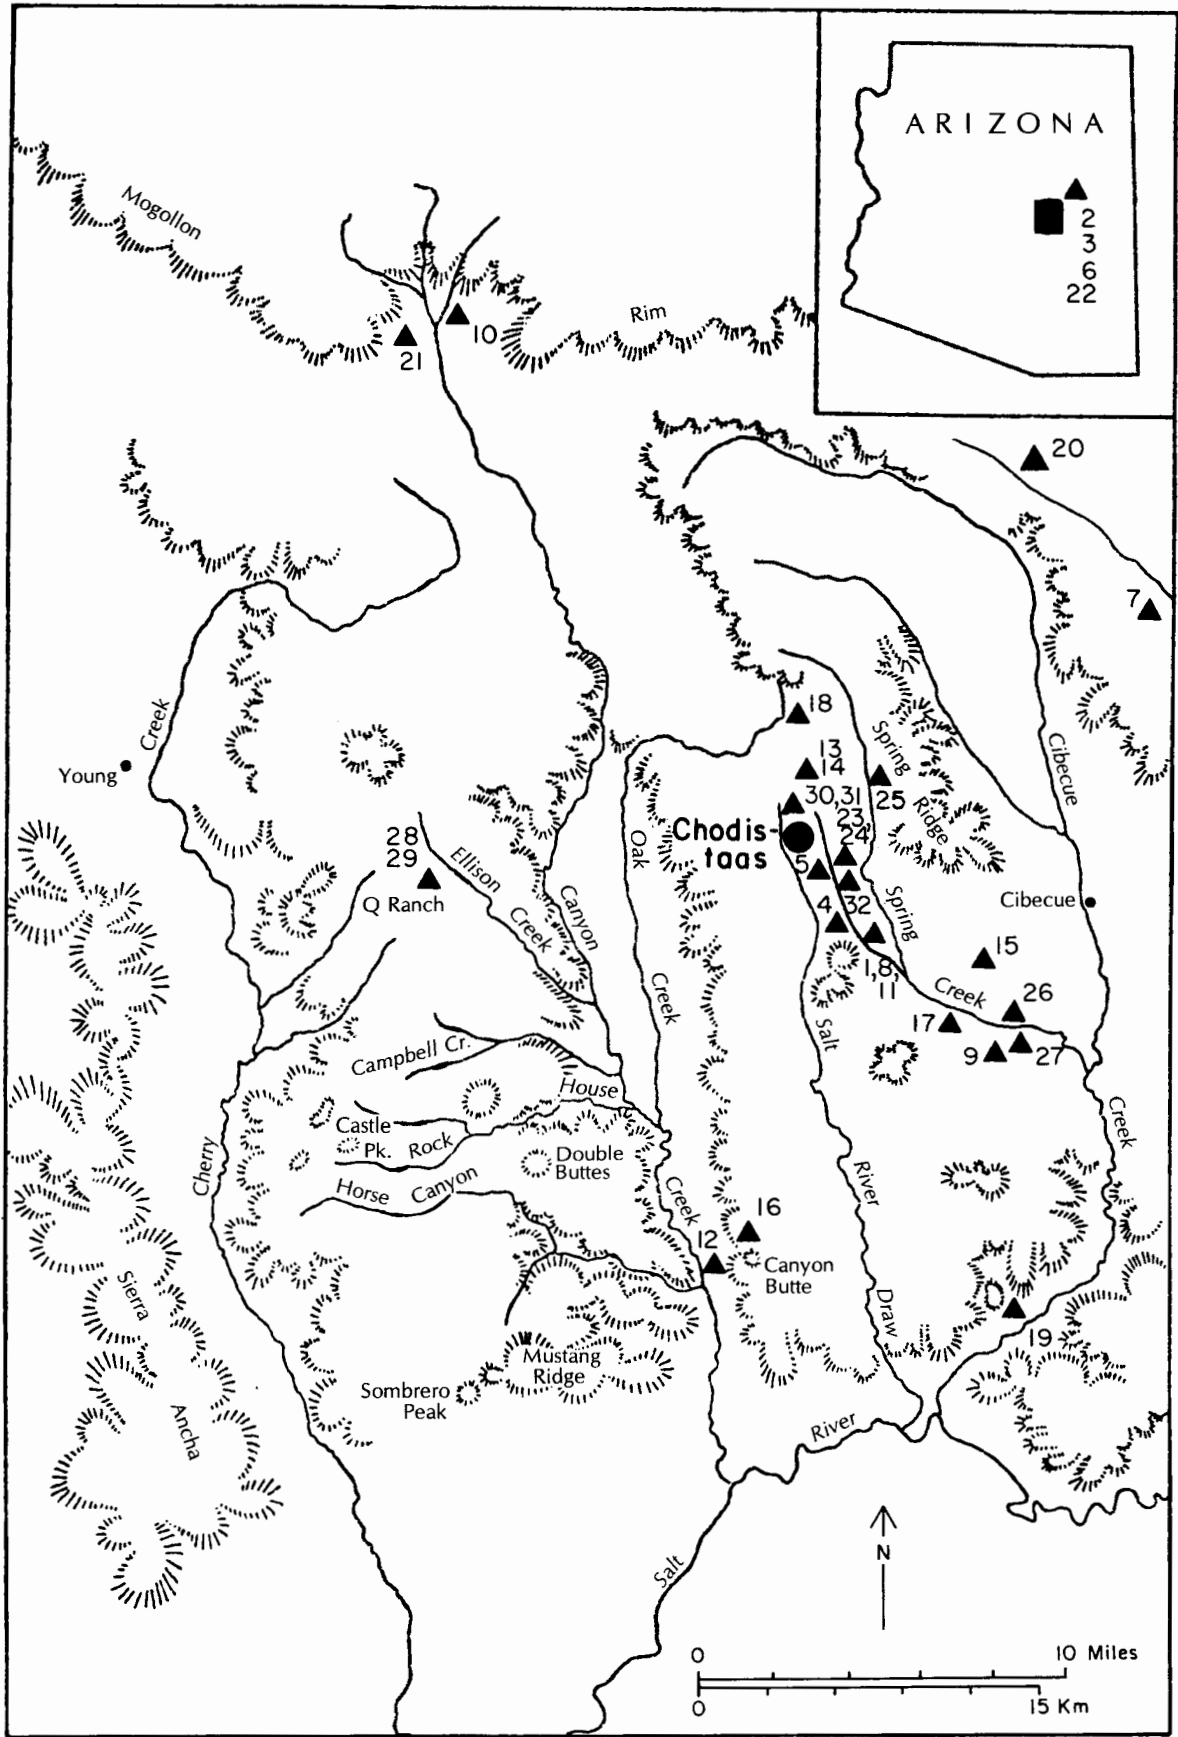 ARIZONA
2
3
6
22
Mogollon
Rim
10
21
20
7
Creek
Young
18
13
14
30,31
23,
24
25
Spring
Ridge
Cibecue
Chodis-
taas
5
4
32
Spring
1,8,
11
Cibecue
15
26
Creek
17
9
27
28
29
Q Ranch
Ellison
Creek
Canyon
Oak
Creek
Salt
River
Draw
Campbell Cr.
House
Castle
Pk.
Rock
Horse Canyon
Double
Buttes
Creek
Cherry
16
12
Canyon
Butte
Creek
19
Sierra
Ancha
Mustang
Ridge
Sombrero
Peak
River
Salt
N
0
10 Miles
0
15 Km